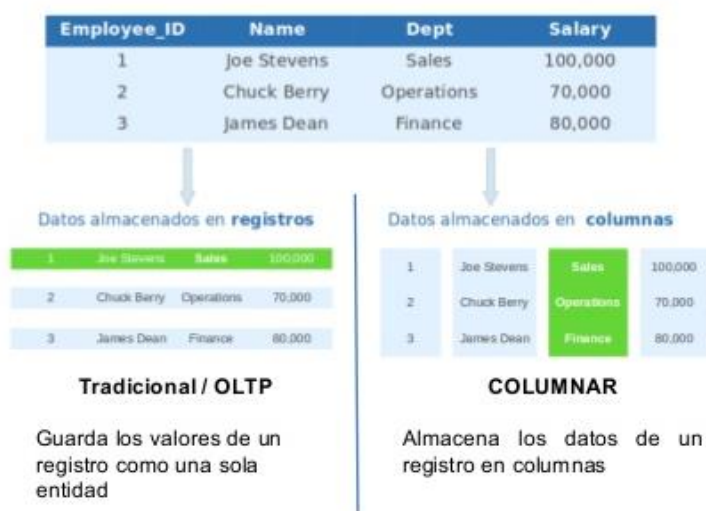 Employee_ID Name Dept Salary
1 Joe Stevens Sales 100,000
2 Chuck Berry Operations 70,000
3 James Dean Finance 80,000
Datos almacenados en registros
1 Joe Stevens Sales 100,000
2 Chuck Berry Operations 70,000
3 James Dean Finance 80,000
Tradicional / OLTP
Guarda los valores de un
registro como una sola
entidad
Datos almacenados en columnas
1 Joe Stevens Sales 100,000
2 Chuck Berry Operations 70,000
3 James Dean Finance 80,000
COLUMNAR
Almacena los datos de un
registro en columnas